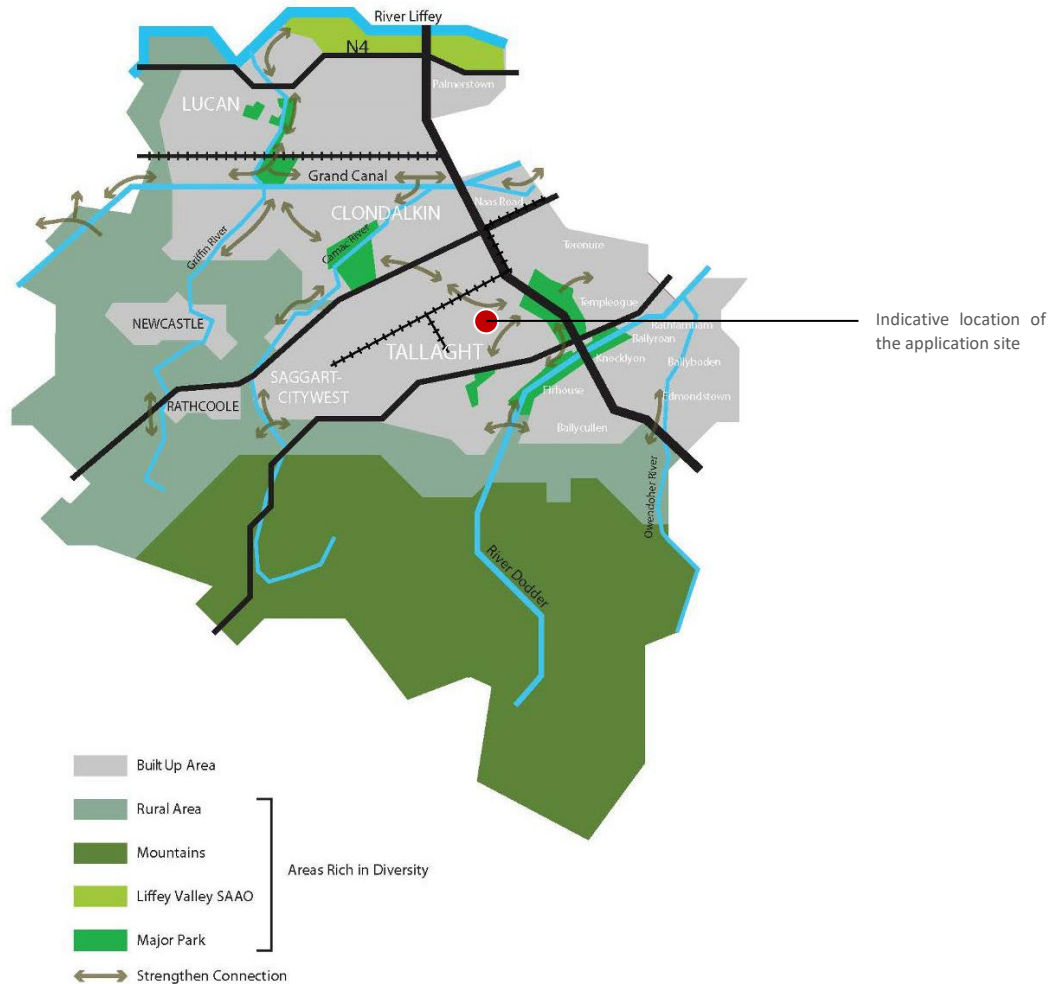 River Liffey
N4
Palmerstown
LUCAN
Grand Canal
Naas Road
CLONDALKIN
Camac River
Griffin River
Terenure
Templeogue
NEWCASTLE
Rathfarnham
Ballyroan
Indicative location of
the application site
TALLAGHT
Knocklyon
Ballyboden
SAGGART-
CITYWEST
Firhouse
Edmondstown
RATHCOOLE
Ballycullen
Owendoher River
River Dodder
Built Up Area
Rural Area
Mountains
Areas Rich in Diversity
Liffey Valley SAAO
Major Park
Strengthen Connection